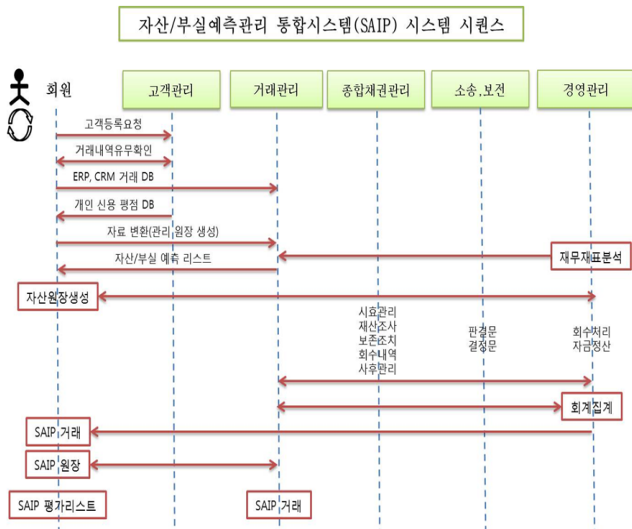 자산/부실예측관리 통합시스템(SAIP) 시스템 시퀀스
회원
고객관리
거래관리
종합채권관리
소송,보전
경영관리
고객등록요청
거래내역유무확인
ERP, CRM 거래 DB
개인 신용 평점 DB
자료 변환(관리 원장 생성)
재무재표분석
자산/부실 예측 리스트
자산원장생성
시효관리
재산조사
보존조치
회수내역
사후관리
판결문
결정문
회수처리
자금정산
회계집계
SAIP 거래
SAIP 원장
SAIP 평가리스트
SAIP 거래